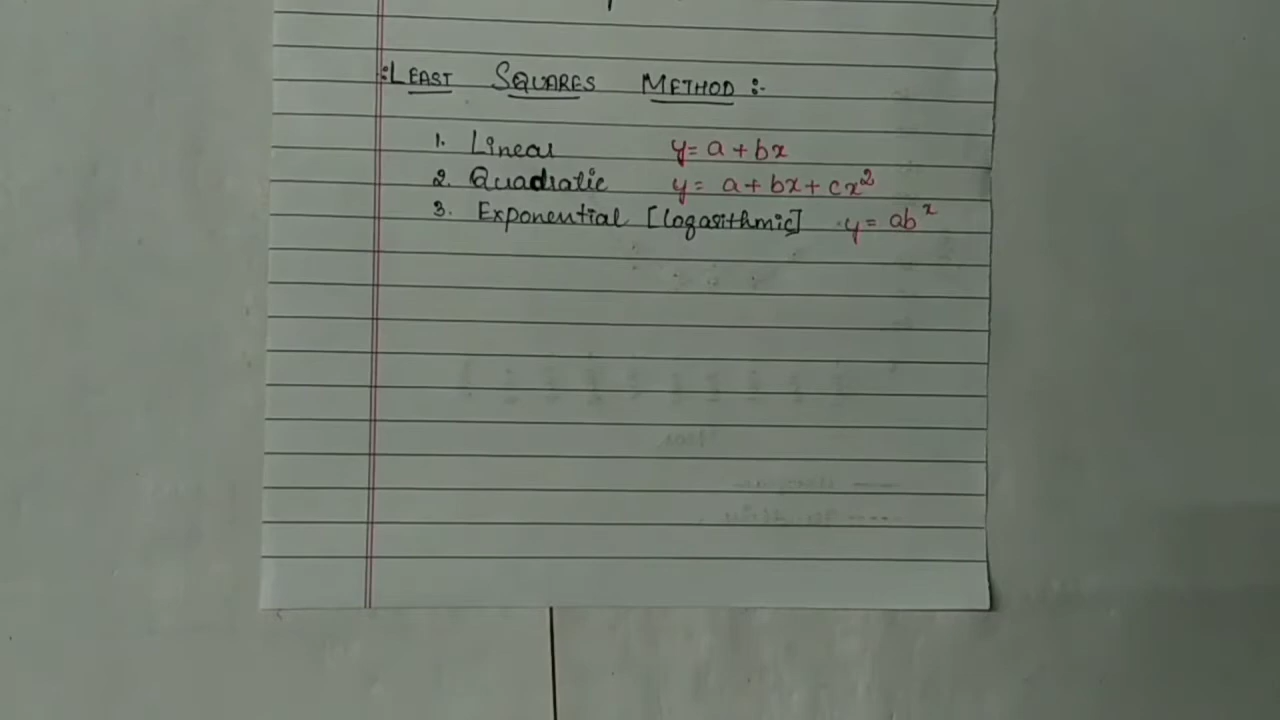 :LEAST SQUARES METHOD :-
1. Linear y = a + bx
2. Quadratic y = a + bx + cx²
3. Exponential [logarithmic] y = abˣ